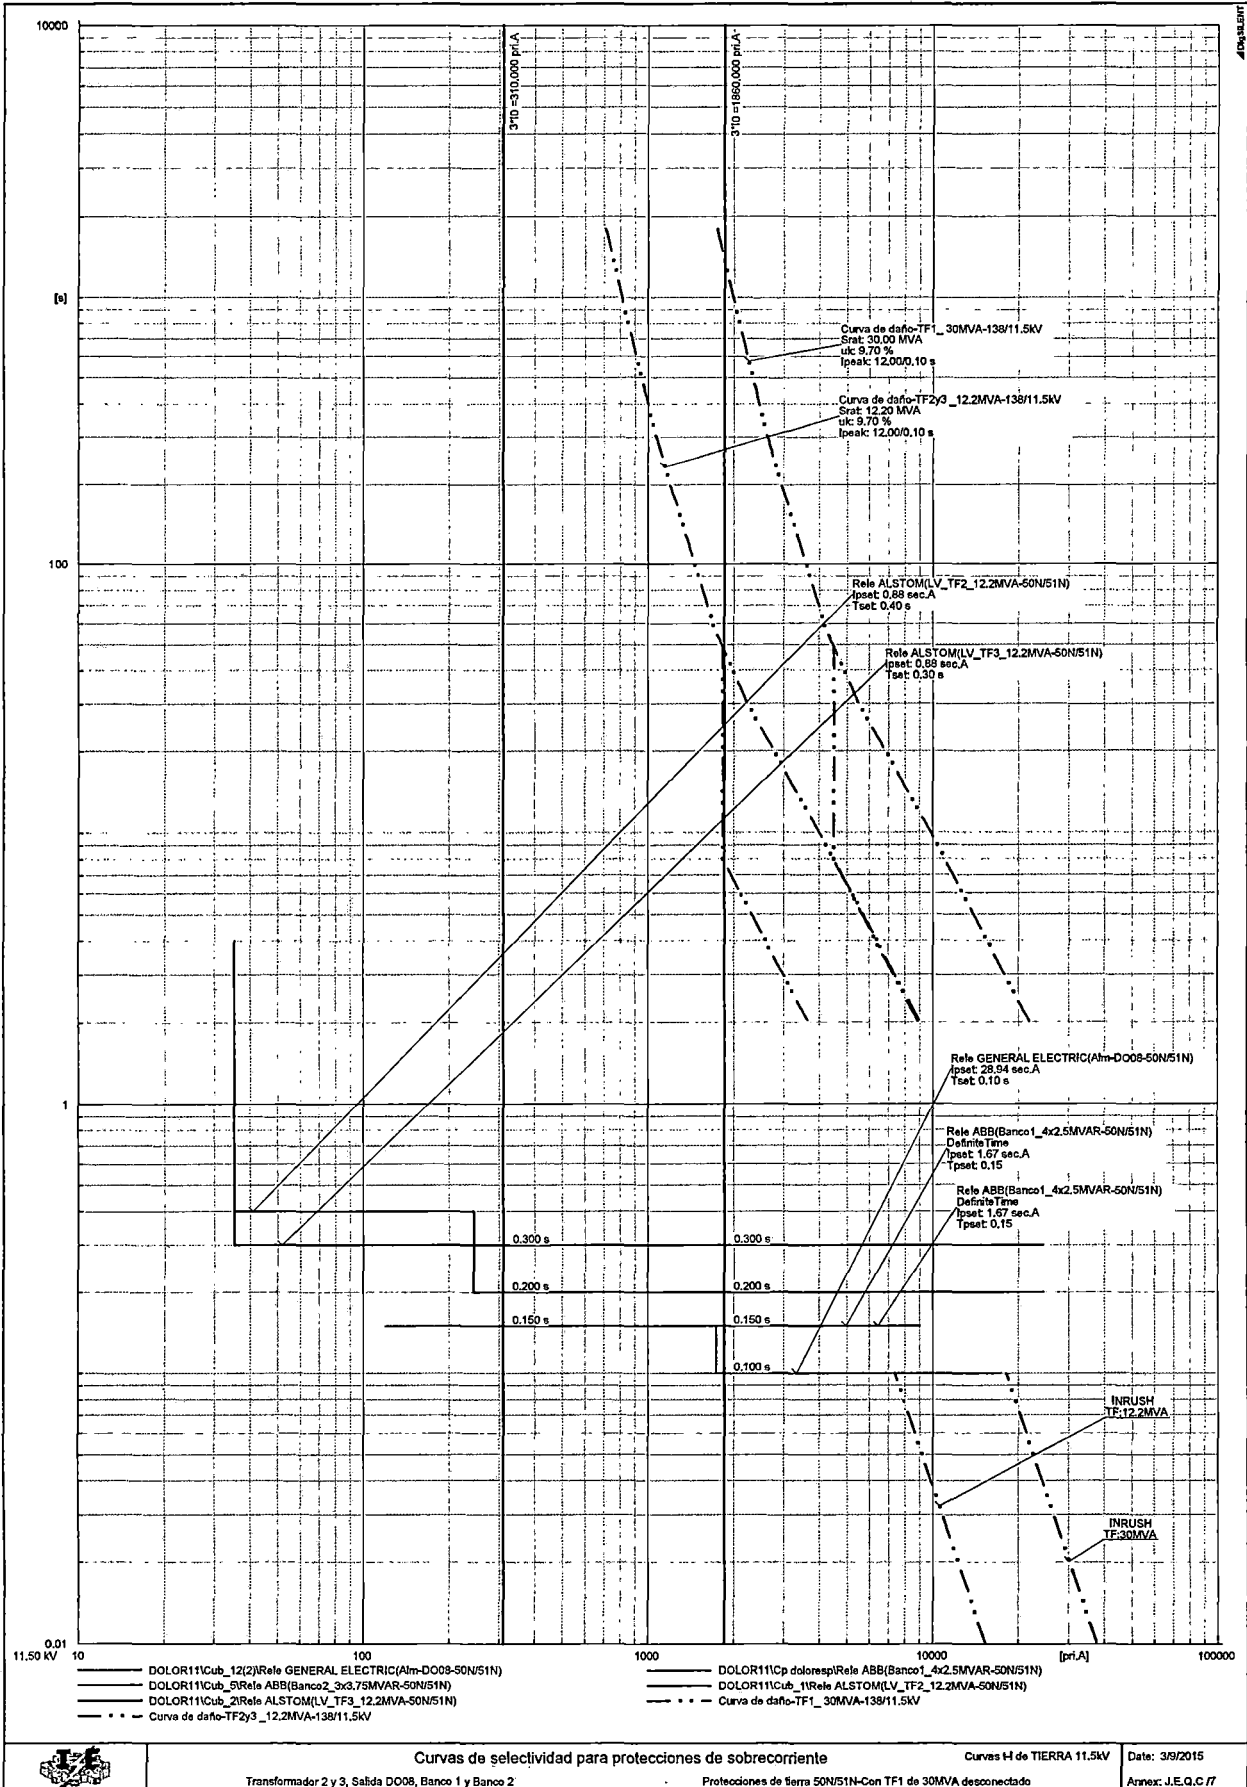 DIgSILENT
10000
3*I0 =310,000 pri.A
3*I0 =1860,000 pri.A
[s]
Curva de daño-TF1_ 30MVA-138/11.5kV
Srat: 30,00 MVA
uk: 9,70 %
Ipeak: 12,00/0,10 s
Curva de daño-TF2y3 _12.2MVA-138/11.5kV
Srat: 12,20 MVA
uk: 9,70 %
Ipeak: 12,00/0,10 s
100
Rele ALSTOM(LV_TF2_12.2MVA-50N/51N)
Ipset: 0,88 sec.A
Tset: 0,40 s
Rele ALSTOM(LV_TF3_12.2MVA-50N/51N)
Ipset: 0,88 sec.A
Tset: 0,30 s
Rele GENERAL ELECTRIC(Alm-DO08-50N/51N)
Ipset: 28,94 sec.A
Tset: 0,10 s
1
Rele ABB(Banco1_4x2.5MVAR-50N/51N)
DefiniteTime
Ipset: 1,67 sec.A
Tpset: 0,15
Rele ABB(Banco1_4x2.5MVAR-50N/51N)
DefiniteTime
Ipset: 1,67 sec.A
Tpset: 0,15
0.300 s
0.300 s
0.200 s
0.200 s
0.150 s
0.150 s
0.100 s
INRUSH
TF:12.2MVA
INRUSH
TF:30MVA
0.01
11.50 kV 10 100 1000 10000 [pri.A] 100000
DOLOR11\Cub_12(2)\Rele GENERAL ELECTRIC(Alm-DO08-50N/51N)
DOLOR11\Cub_5\Rele ABB(Banco2_3x3,75MVAR-50N/51N)
DOLOR11\Cub_2\Rele ALSTOM(LV_TF3_12.2MVA-50N/51N)
Curva de daño-TF2y3 _12.2MVA-138/11.5kV
DOLOR11\Cp doloresp\Rele ABB(Banco1_4x2.5MVAR-50N/51N)
DOLOR11\Cub_1\Rele ALSTOM(LV_TF2_12.2MVA-50N/51N)
Curva de daño-TF1_ 30MVA-138/11.5kV
Curvas de selectividad para protecciones de sobrecorriente
Curvas I-t de TIERRA 11.5kV
Date: 3/9/2015
Transformador 2 y 3, Salida DO08, Banco 1 y Banco 2
Protecciones de tierra 50N/51N-Con TF1 de 30MVA desconectado
Annex: J.E.Q.C /7